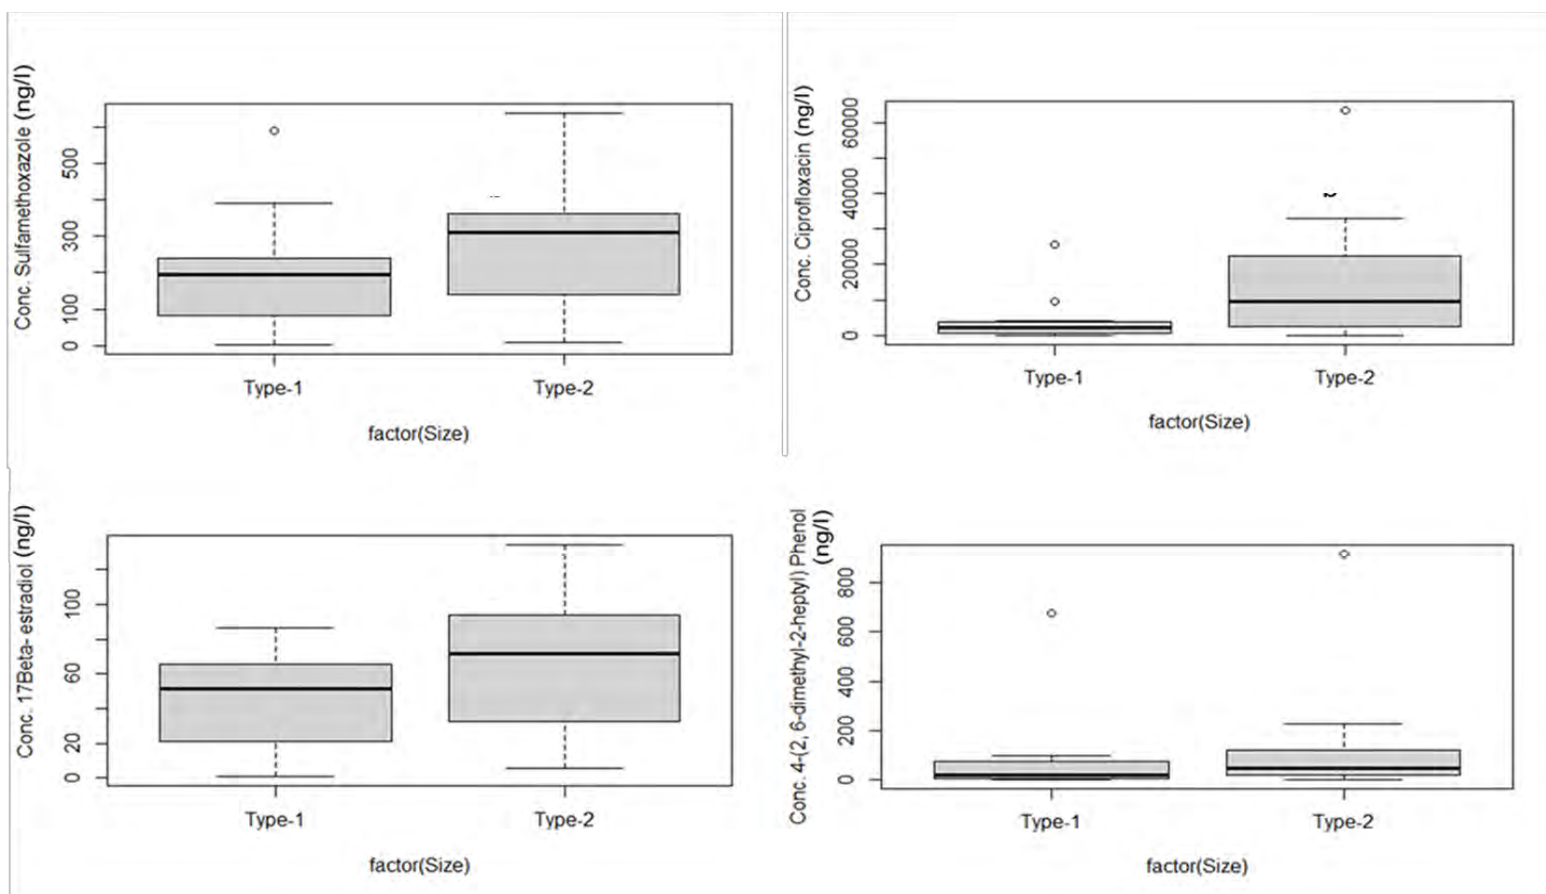 Conc. Sulfamethoxazole (ng/l)
500
300
100
0
Type-1
Type-2
factor(Size)
Conc. Ciprofloxacin (ng/l)
60000
40000
20000
0
Type-1
Type-2
factor(Size)
Conc. 17Beta- estradiol (ng/l)
100
60
20
0
Type-1
Type-2
factor(Size)
Conc. 4-(2, 6-dimethyl-2-heptyl) Phenol
(ng/l)
800
600
400
200
0
Type-1
Type-2
factor(Size)